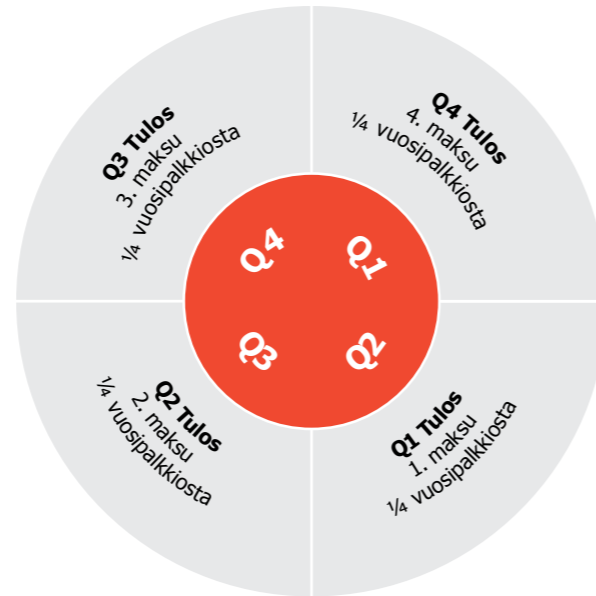 Q3 Tulos
3. maksu
¼ vuosipalkkiosta
Q4 Tulos
4. maksu
¼ vuosipalkkiosta
Q4
Q1
Q3
Q2
Q2 Tulos
2. maksu
¼ vuosipalkkiosta
Q1 Tulos
1. maksu
¼ vuosipalkkiosta